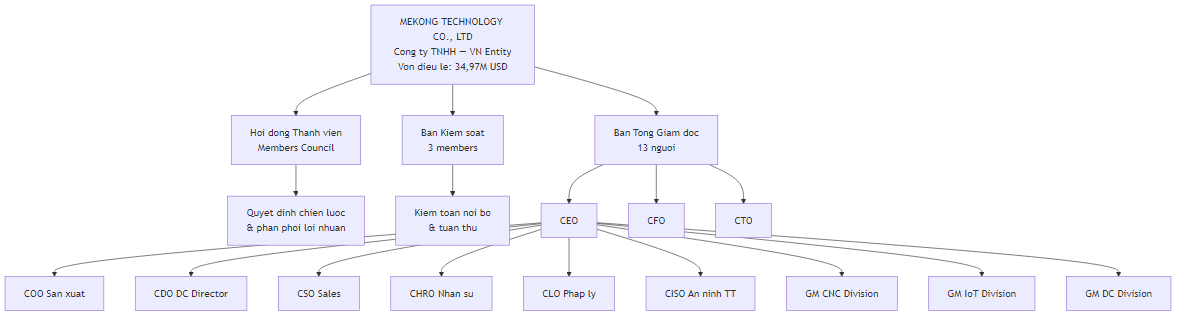 MEKONG TECHNOLOGY
CO., LTD
Cong ty TNHH — VN Entity
Von dieu le: 34,97M USD
Hoi dong Thanh vien
Members Council
Ban Kiem soat
3 members
Ban Tong Giam doc
13 nguoi
Quyet dinh chien luoc
& phan phoi loi nhuan
Kiem toan noi bo
& tuan thu
CEO
CFO
CTO
COO San xuat
CDO DC Director
CSO Sales
CHRO Nhan su
CLO Phap ly
CISO An ninh TT
GM CNC Division
GM IoT Division
GM DC Division